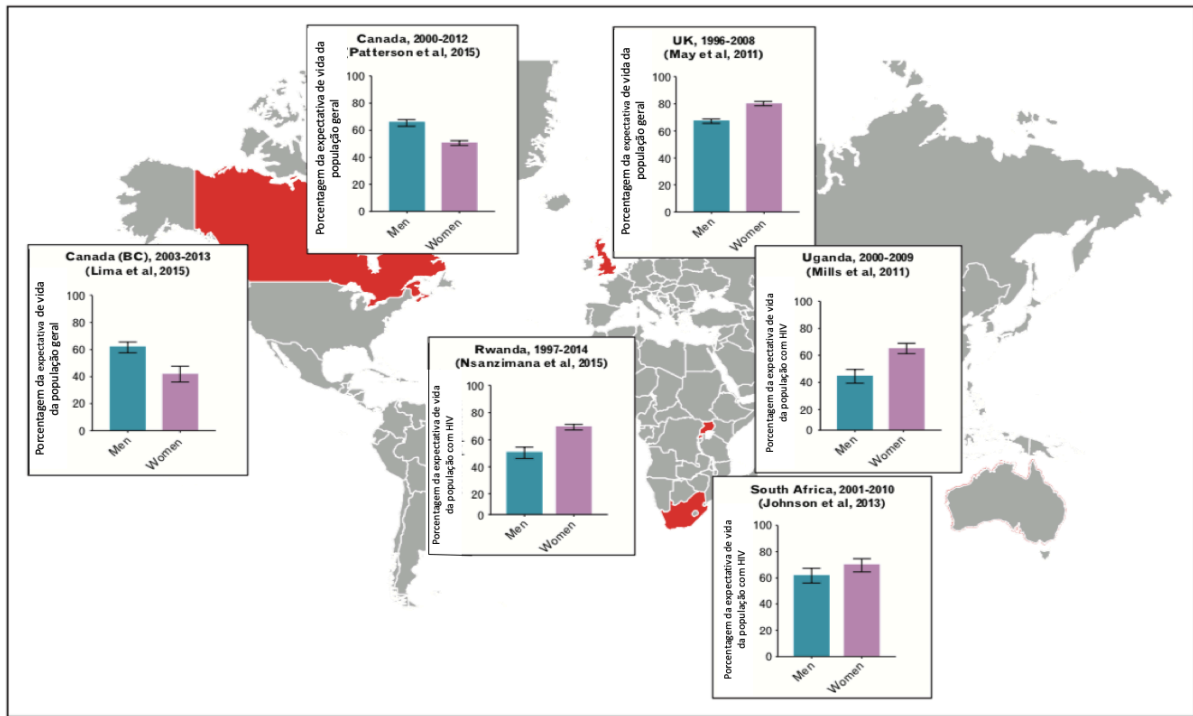 Canada, 2000-2012
(Patterson et al, 2015)
Porcentagem da expectativa de vida da
população geral
100
80
60
40
20
0
Men
Women
UK, 1996-2008
(May et al, 2011)
Porcentagem da expectativa de vida da
população geral
100
80
60
40
20
0
Men
Women
Canada (BC), 2003-2013
(Lima et al, 2015)
Porcentagem da expectativa de vida
da população geral
100
80
60
40
20
0
Men
Women
Uganda, 2000-2009
(Mills et al, 2011)
Porcentagem da expectativa de vida
da população com HIV
100
80
60
40
20
0
Men
Women
Rwanda, 1997-2014
(Nsanzimana et al, 2015)
Porcentagem da expectativa de vida
da população com HIV
100
80
60
40
20
0
Men
Women
South Africa, 2001-2010
(Johnson et al, 2013)
Porcentagem da expectativa de vida
da população com HIV
100
80
60
40
20
0
Men
Women